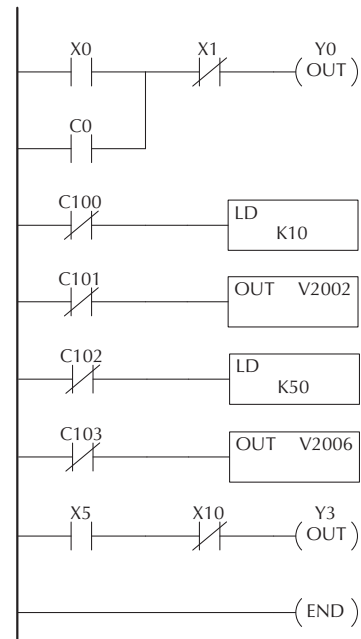 X0 X1 Y0
OUT
C0
C100
LD
K10
C101
OUT V2002
C102
LD
K50
C103
OUT V2006
X5 X10 Y3
OUT
END